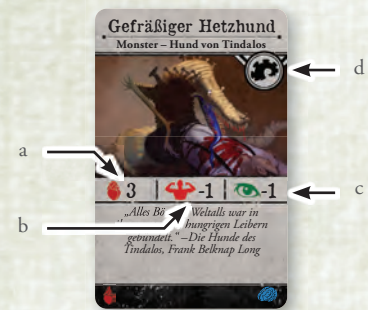 Gefräßiger Hetzhund
Monster – Hund von Tindalos
d
a
3 -1 -1
c
b
„Alles Bö Weltalls war in
hungrigen Leibern
gebündelt.“ –Die Hunde des
Tindalos, Frank Belknap Long